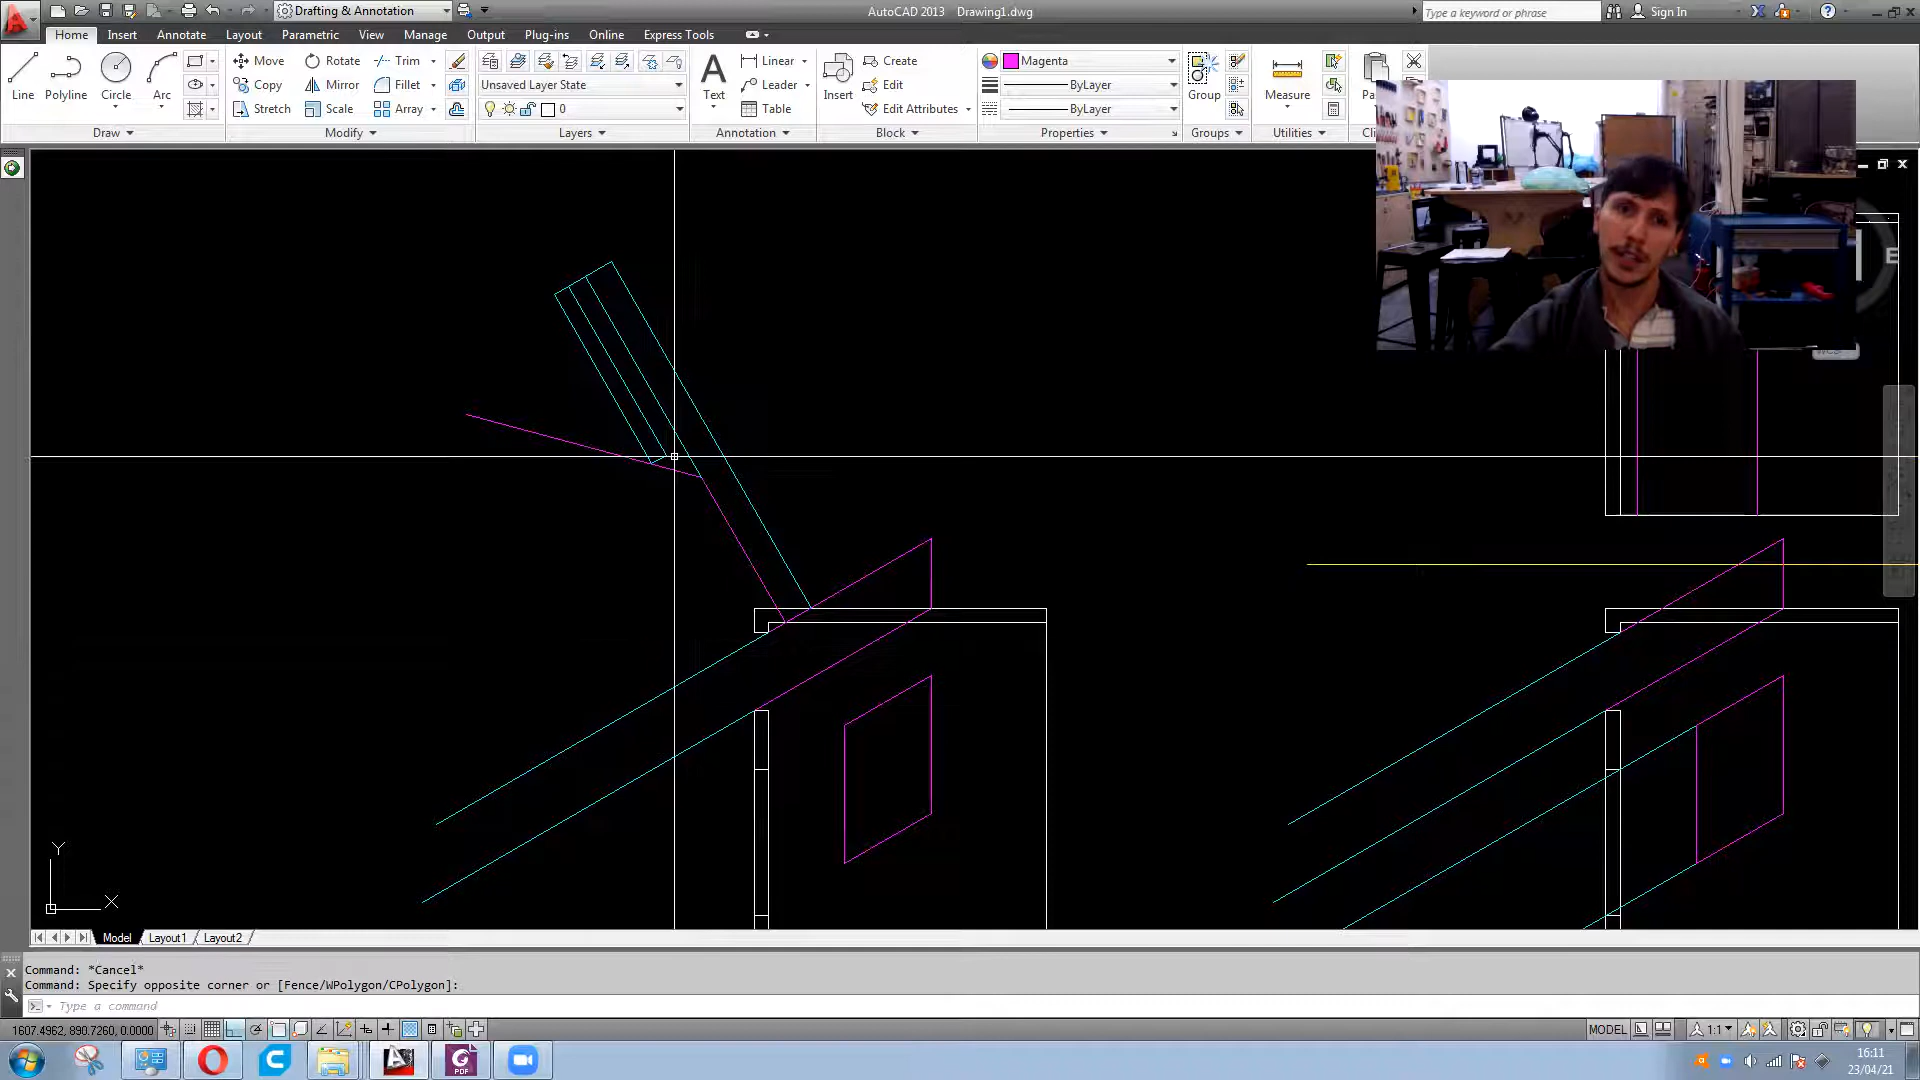 Drafting & Annotation
AutoCAD 2013 Drawing1.dwg
Type a keyword or phrase
Sign In
Home Insert Annotate Layout Parametric View Manage Output Plug-ins Online Express Tools
Line Polyline Circle Arc
Move Rotate Trim
Copy Mirror Fillet
Stretch Scale Array
Unsaved Layer State
0
Text
Linear
Leader
Table
Insert
Create
Edit
Edit Attributes
Magenta
ByLayer
ByLayer
Group
Measure
Draw Modify Layers Annotation Block Properties Groups Utilities
E
Y
X
Model Layout1 Layout2
Command: *Cancel*
Command: Specify opposite corner or [Fence/WPolygon/CPolygon]:
Type a command
1607.4962, 890.7260, 0.0000
MODEL
1:1
PDF
16:11
23/04/21